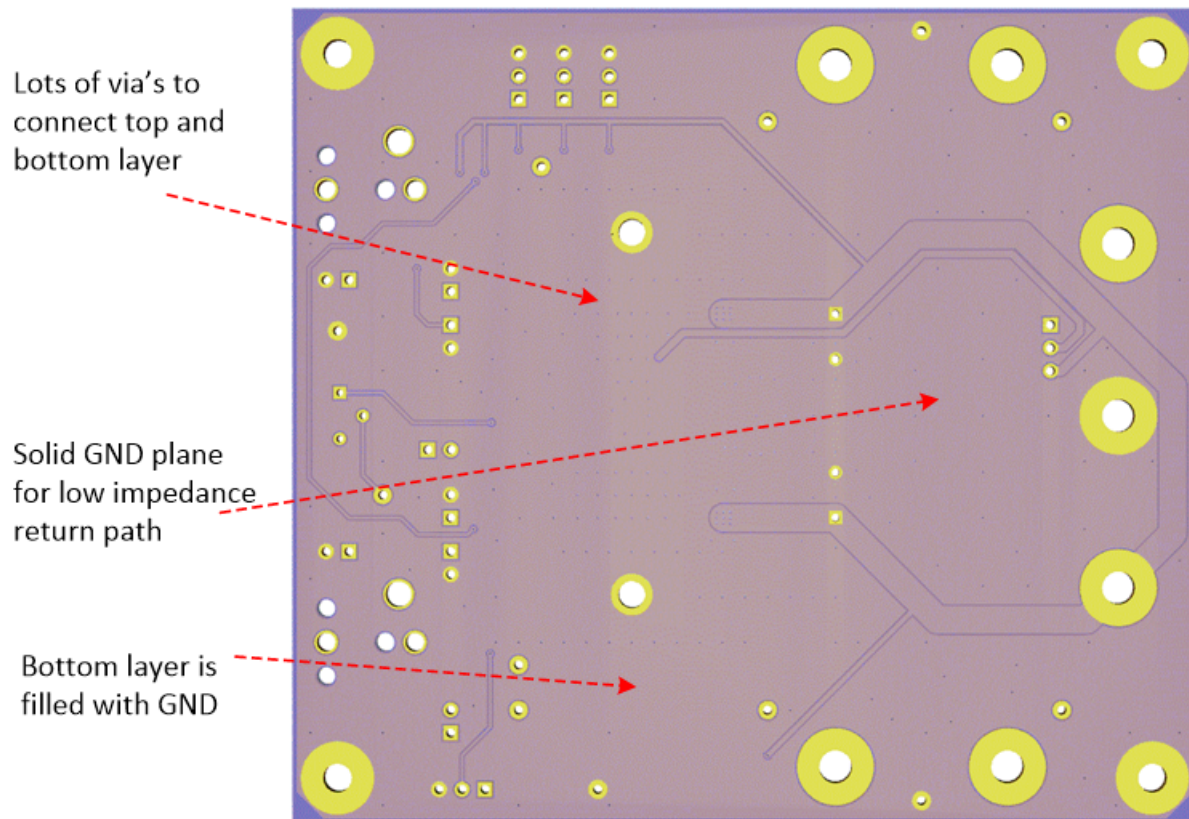 Lots of via's to
connect top and
bottom layer
Solid GND plane
for low impedance
return path
Bottom layer is
filled with GND